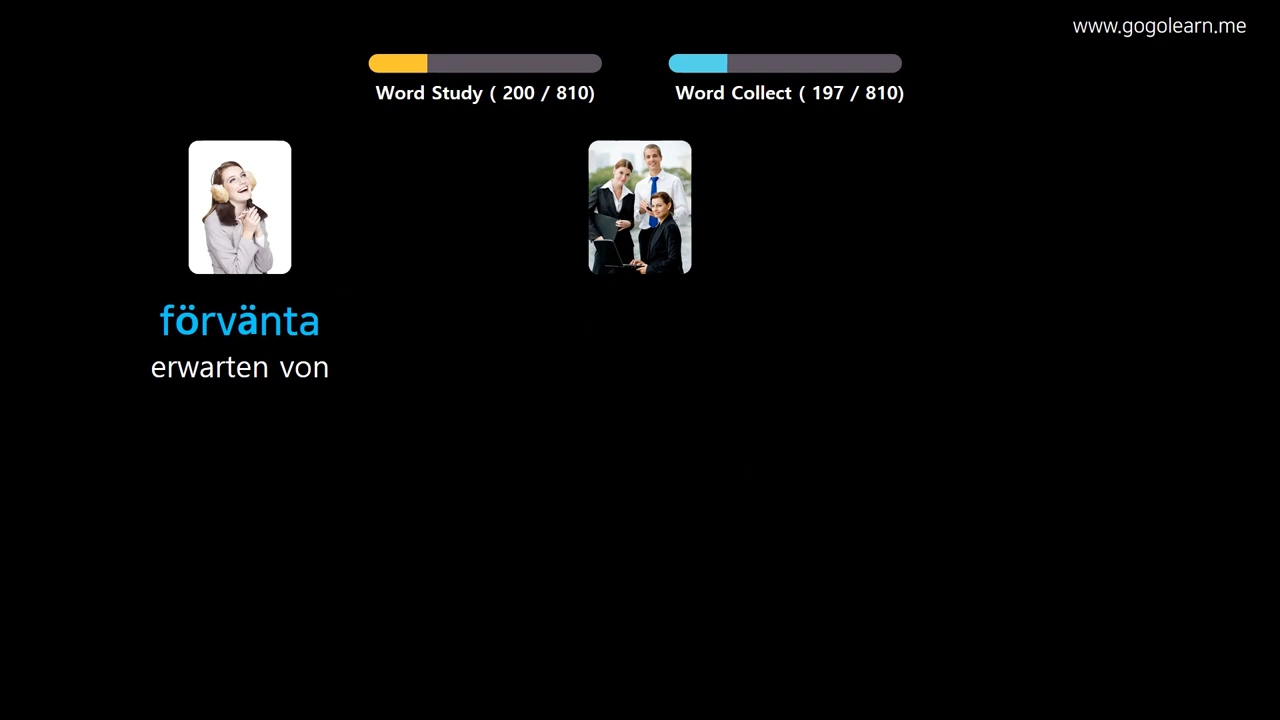 www.gogolearn.me
Word Study ( 200 / 810)
Word Collect ( 197 / 810)
förvänta
erwarten von